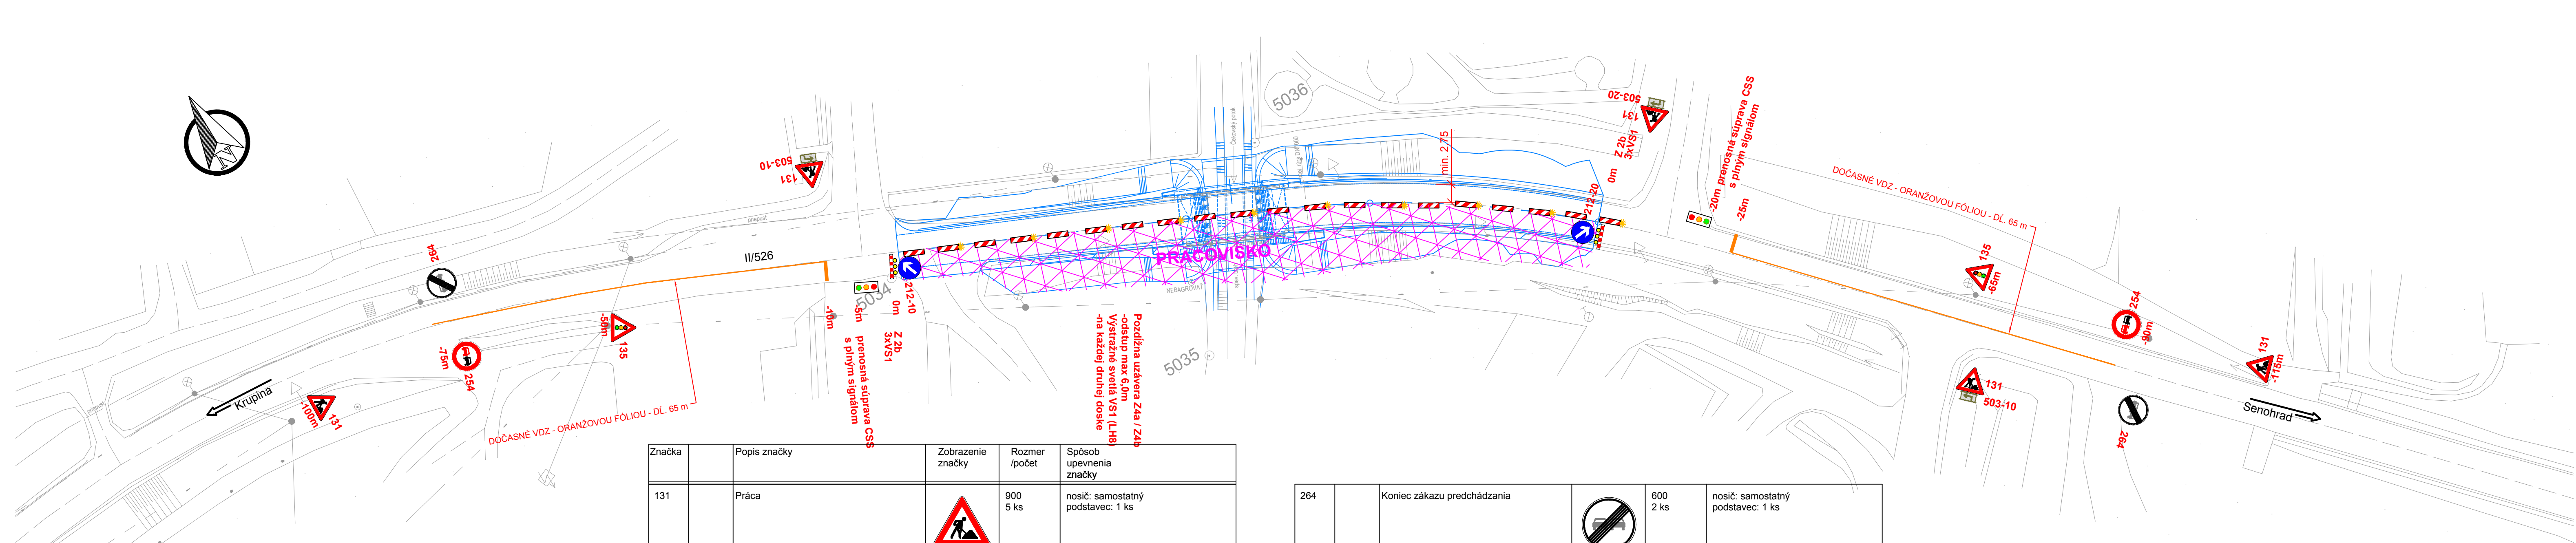 5036
Čekovský potok
N
503-10
131
503-20
131
Z 2b
3xVS1
0m
212-20
min. 2,75
-20m prenosná súprava CSS
s plným signálom
-25m
DOČASNÉ VDZ - ORANŽOVOU FÓLIOU - DĹ. 65 m
135
-65m
254
-90m
131
-115m
264
II/526
priepust
priepust
PRACOVISKO
NEBAGROVAŤ
5034
5035
-10m
-5m
0m
212-10
Z 2b
3xVS1
prenosná súprava CSS
s plným signálom
-50m
135
-75m
254
Krupina
-100m
131
DOČASNÉ VDZ - ORANŽOVOU FÓLIOU - DĹ. 65 m
Pozdĺžna uzávera Z4a / Z4b
-odstup max 6,0m
Výstražné svetlá VS1 (LH8)
-na každej druhej doske
131
503-10
Senohrad
264
Značka Popis značky Zobrazenie značky Rozmer /počet Spôsob upevnenia značky
131 Práca 900 5 ks nosič: samostatný podstavec: 1 ks
264 Koniec zákazu predchádzania 600 2 ks nosič: samostatný podstavec: 1 ks